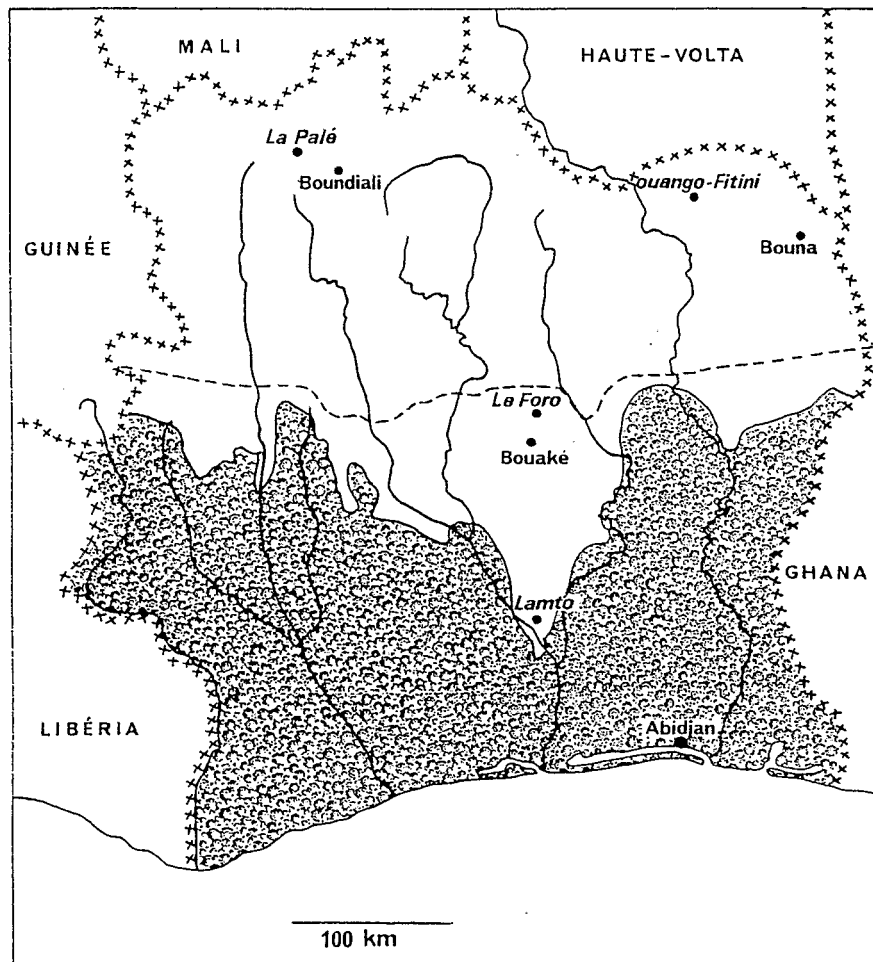 MALI
HAUTE-VOLTA
La Palé
Boundiali
ouango-Fitini
GUINÉE
Bouna
Le Foro
Bouaké
GHANA
Lamto
LIBÉRIA
Abidjan
100 km